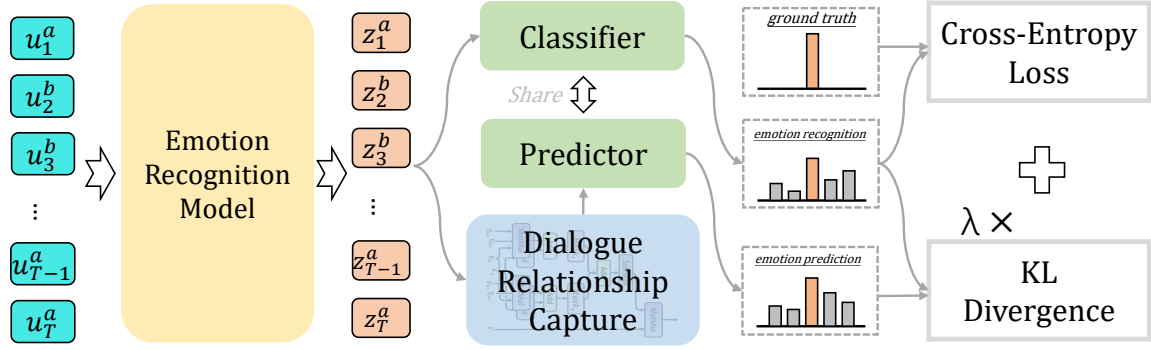 u_1^a
u_2^b
u_3^b
⋮
u_{T-1}^a
u_T^a
Emotion
Recognition
Model
z_1^a
z_2^b
z_3^b
⋮
z_{T-1}^a
z_T^a
Classifier
Share
Predictor
Dialogue
Relationship
Capture
ground truth
emotion recognition
emotion prediction
Cross-Entropy
Loss
λ ×
KL
Divergence